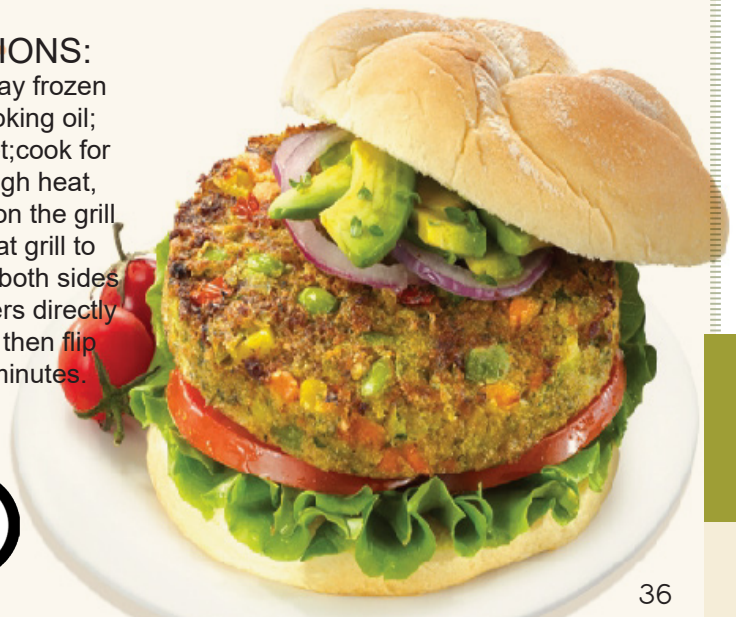 IONS:
ay frozen
oking oil;
t;cook for
gh heat,
on the grill
at grill to
both sides
ers directly
then flip
minutes.
36